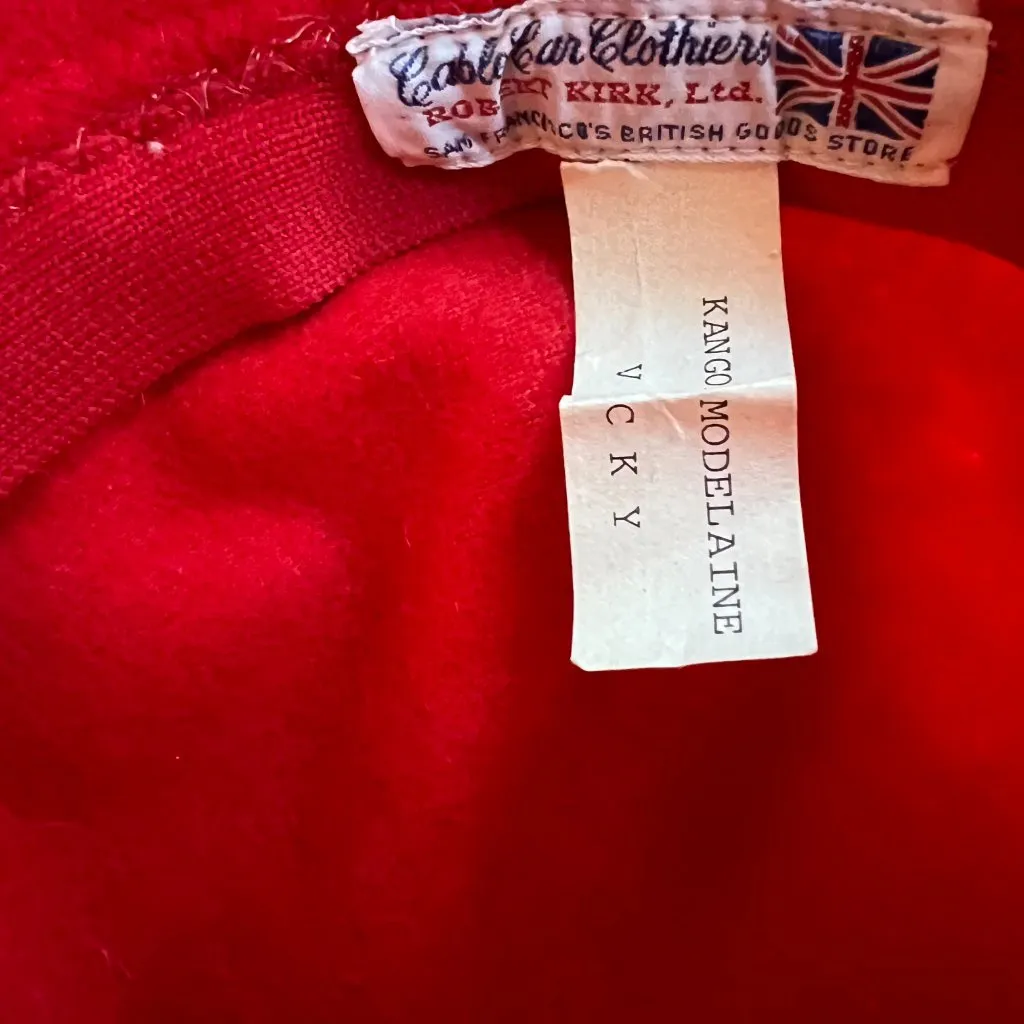 Cable Car Clothiers
ROBERT KIRK, Ltd.
SAN FRANCISCO'S BRITISH GOODS STORE
KANGO MODELAINE
V C K Y